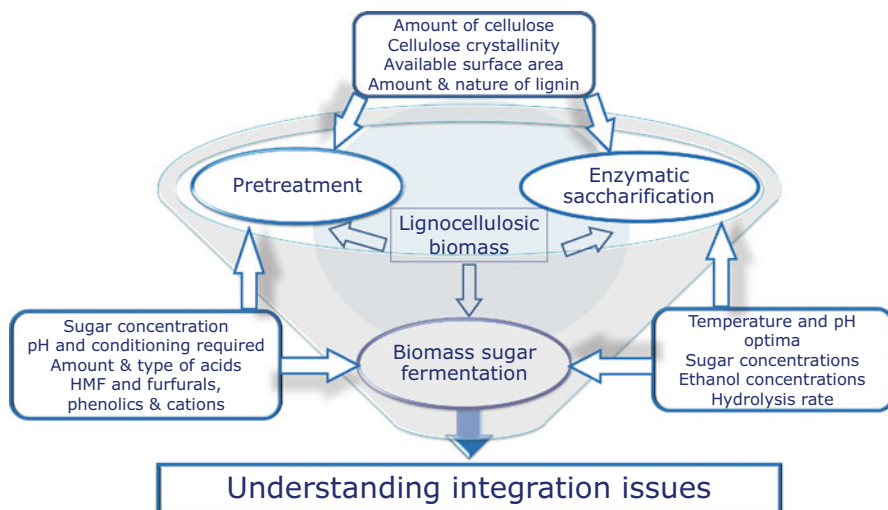 Amount of cellulose
Cellulose crystallinity
Available surface area
Amount & nature of lignin
Pretreatment
Enzymatic
saccharification
Lignocellulosic
biomass
Sugar concentration
pH and conditioning required
Amount & type of acids
HMF and furfurals,
phenolics & cations
Biomass sugar
fermentation
Temperature and pH
optima
Sugar concentrations
Ethanol concentrations
Hydrolysis rate
Understanding integration issues